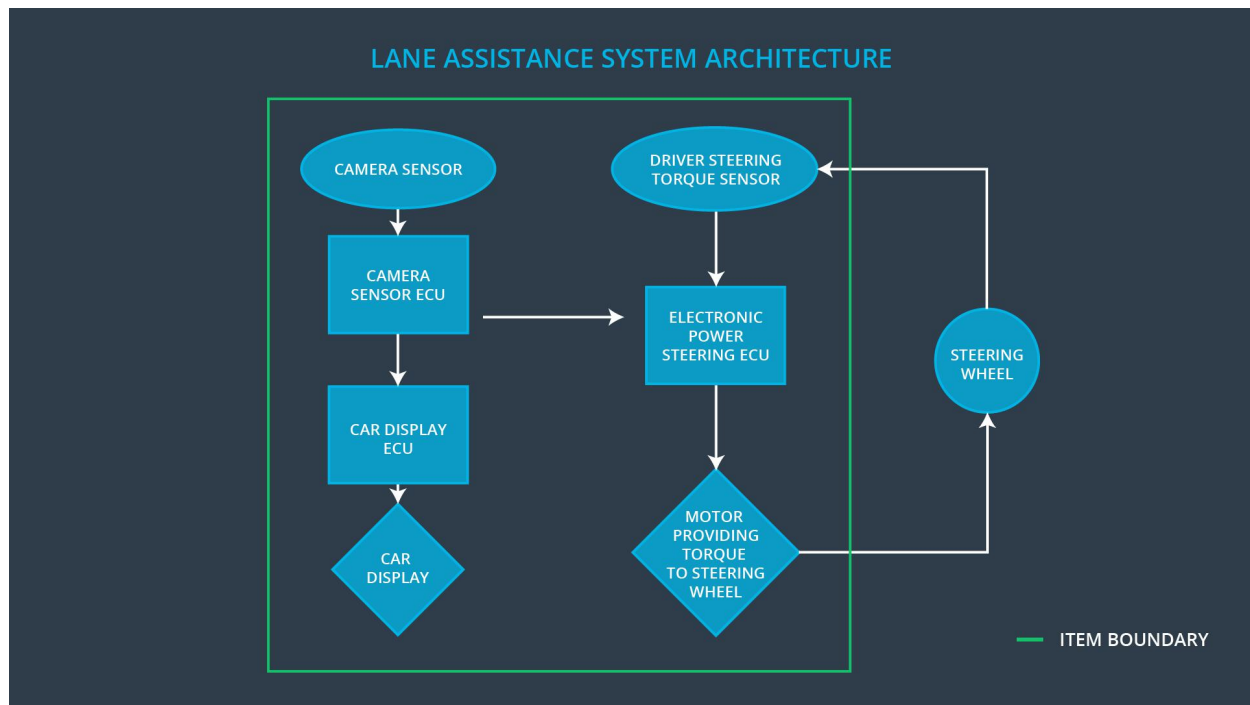 LANE ASSISTANCE SYSTEM ARCHITECTURE
CAMERA SENSOR
CAMERA
SENSOR ECU
CAR DISPLAY
ECU
CAR
DISPLAY
DRIVER STEERING
TORQUE SENSOR
ELECTRONIC
POWER
STEERING ECU
MOTOR
PROVIDING
TORQUE
TO STEERING
WHEEL
STEERING
WHEEL
ITEM BOUNDARY